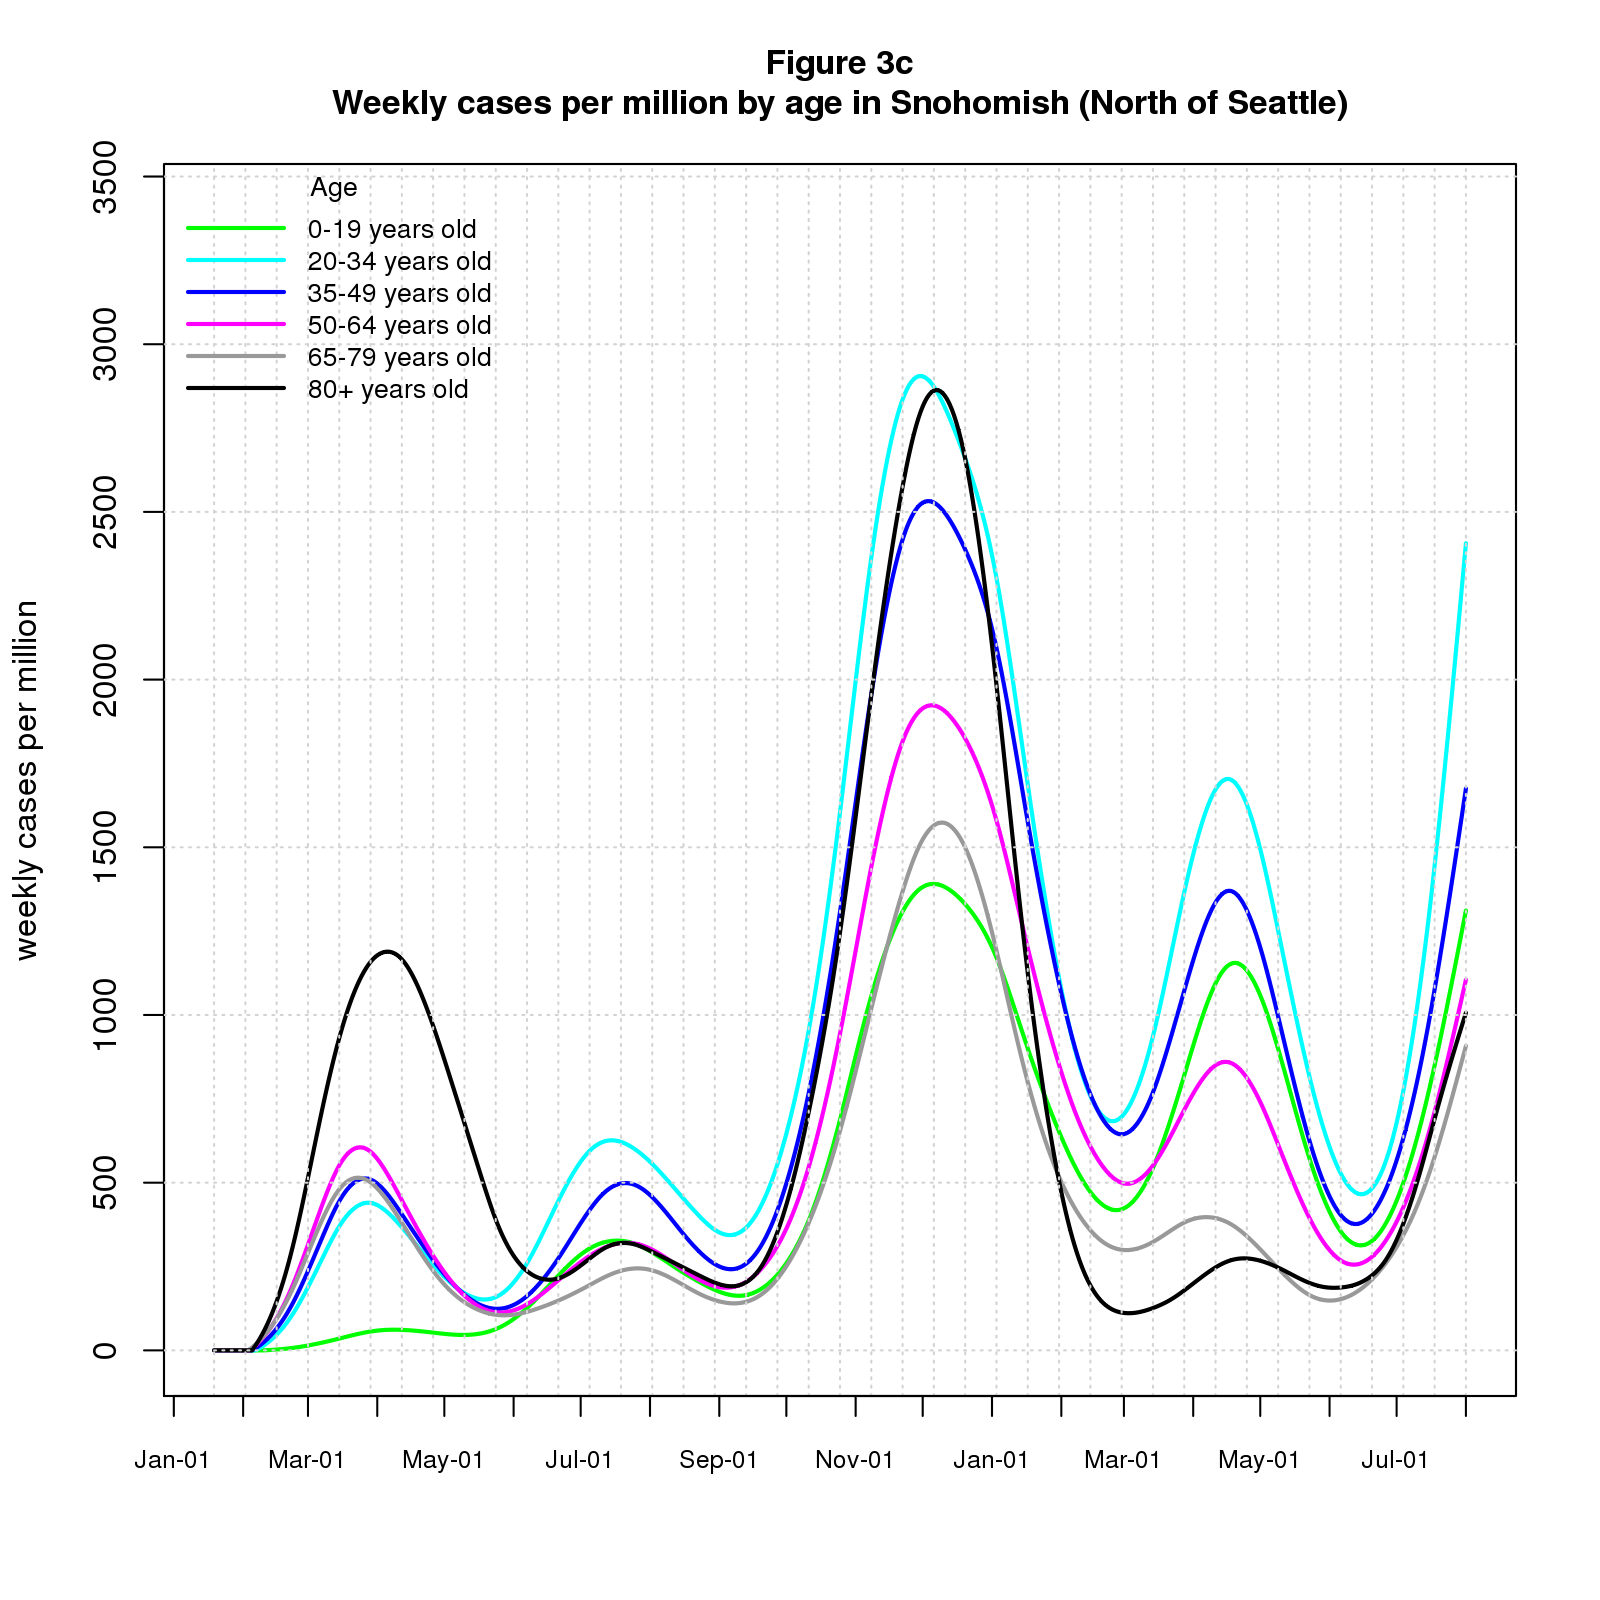 Figure 3c
Weekly cases per million by age in Snohomish (North of Seattle)
weekly cases per million
3500
3000
2500
2000
1500
1000
500
0
Age
0-19 years old
20-34 years old
35-49 years old
50-64 years old
65-79 years old
80+ years old
Jan-01 Mar-01 May-01 Jul-01 Sep-01 Nov-01 Jan-01 Mar-01 May-01 Jul-01